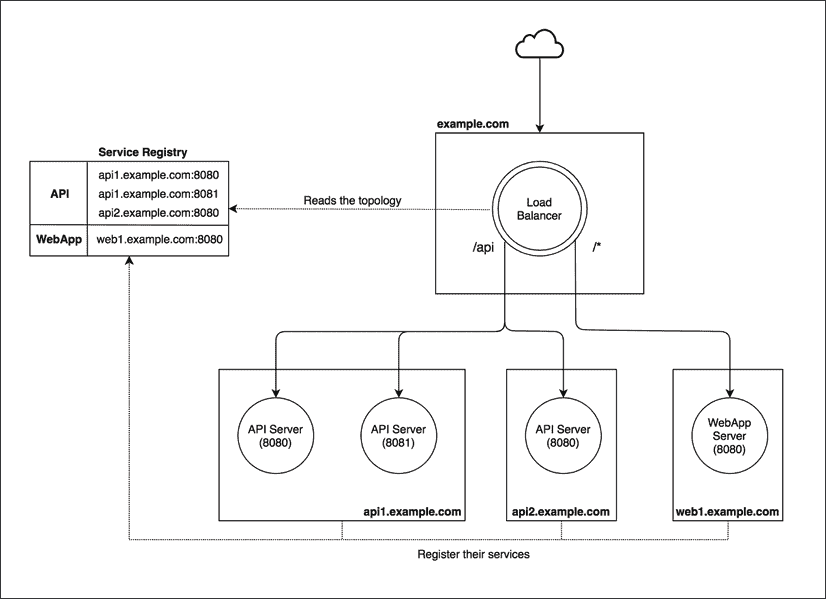 example.com
Service Registry
API
api1.example.com:8080
api1.example.com:8081
api2.example.com:8080
WebApp
web1.example.com:8080
Reads the topology
Load
Balancer
/api
/*
API Server
(8080)
API Server
(8081)
API Server
(8080)
WebApp
Server
(8080)
api1.example.com
api2.example.com
web1.example.com
Register their services